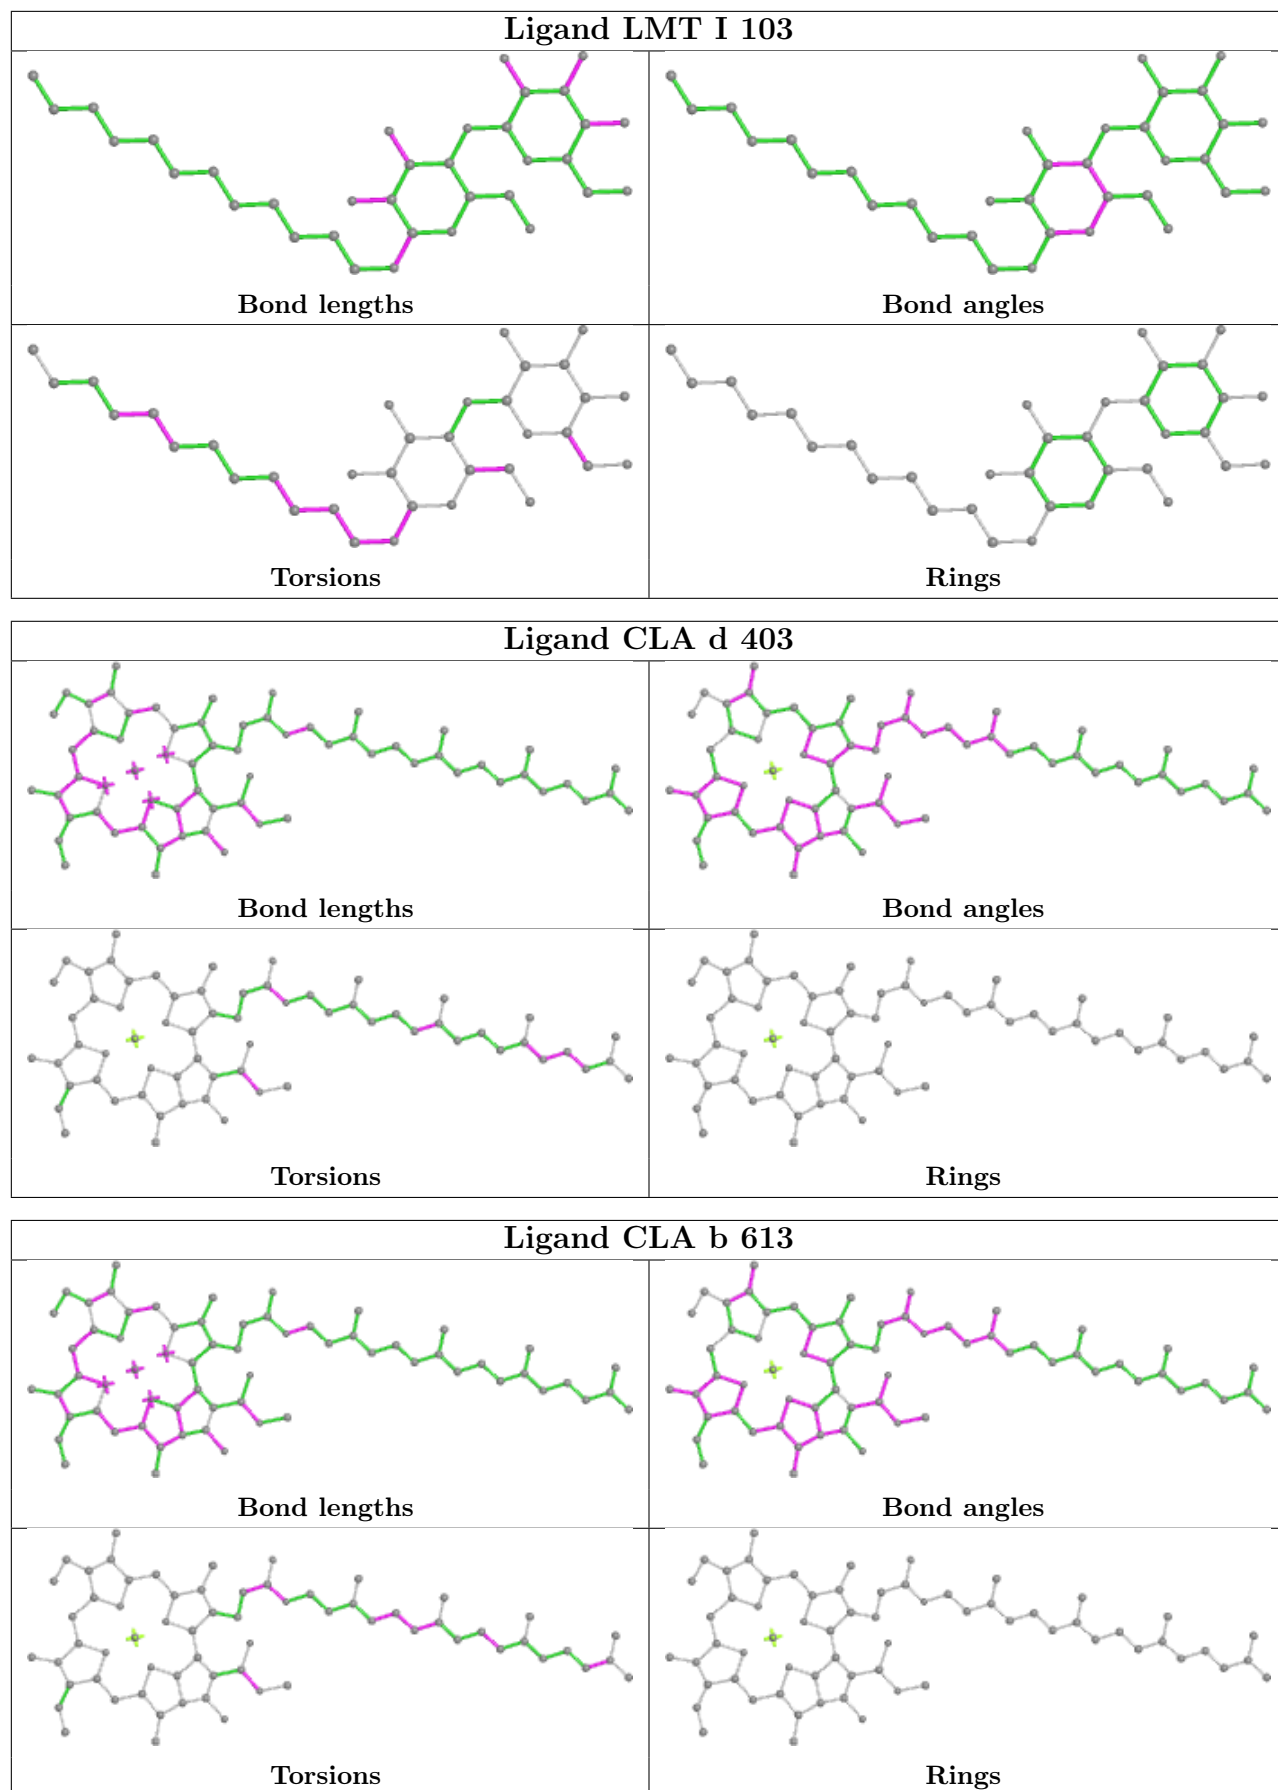 Ligand LMT I 103
Bond lengths
Bond angles
Torsions
Rings
Ligand CLA d 403
Bond lengths
Bond angles
Torsions
Rings
Ligand CLA b 613
Bond lengths
Bond angles
Torsions
Rings